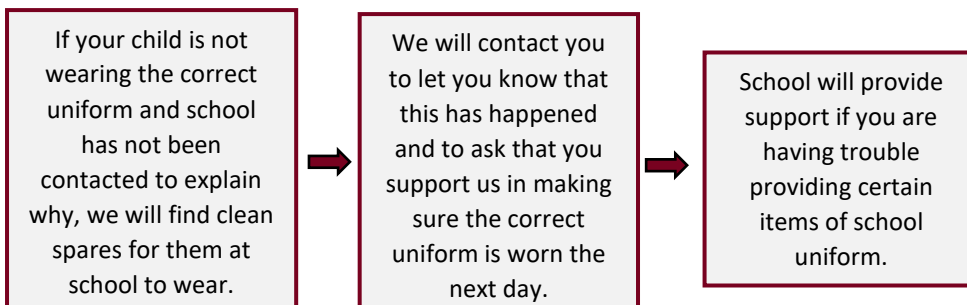 If your child is not
wearing the correct
uniform and school
has not been
contacted to explain
why, we will find clean
spares for them at
school to wear.
We will contact you
to let you know that
this has happened
and to ask that you
support us in making
sure the correct
uniform is worn the
next day.
School will provide
support if you are
having trouble
providing certain
items of school
uniform.